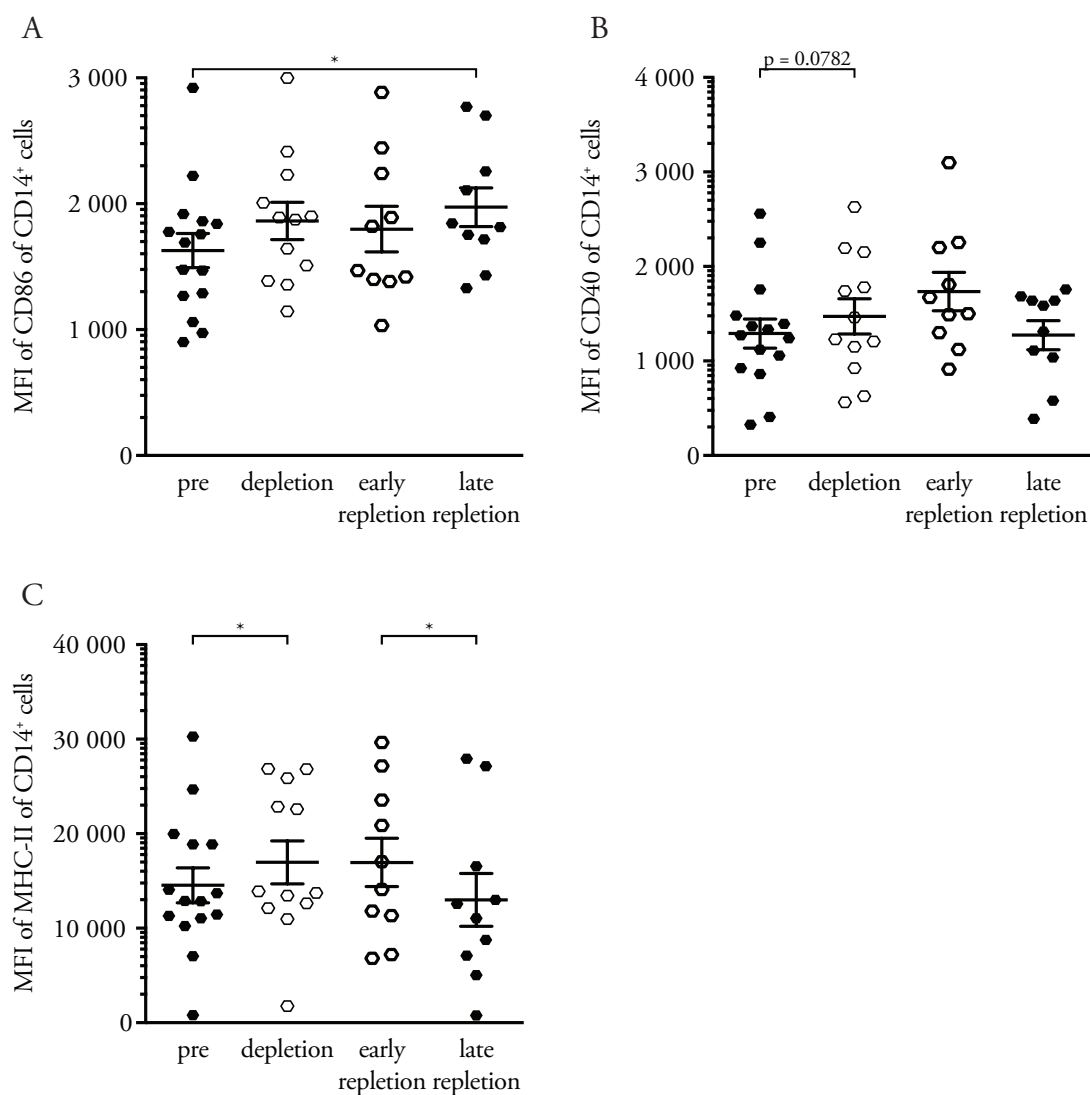 A
MFI of CD86 of CD14⁺ cells
*
3 000
2 000
1 000
0
pre
depletion
early
repletion
late
repletion
B
MFI of CD40 of CD14⁺ cells
p = 0.0782
4 000
3 000
2 000
1 000
0
pre
depletion
early
repletion
late
repletion
C
MFI of MHC-II of CD14⁺ cells
*
*
40 000
30 000
20 000
10 000
0
pre
depletion
early
repletion
late
repletion